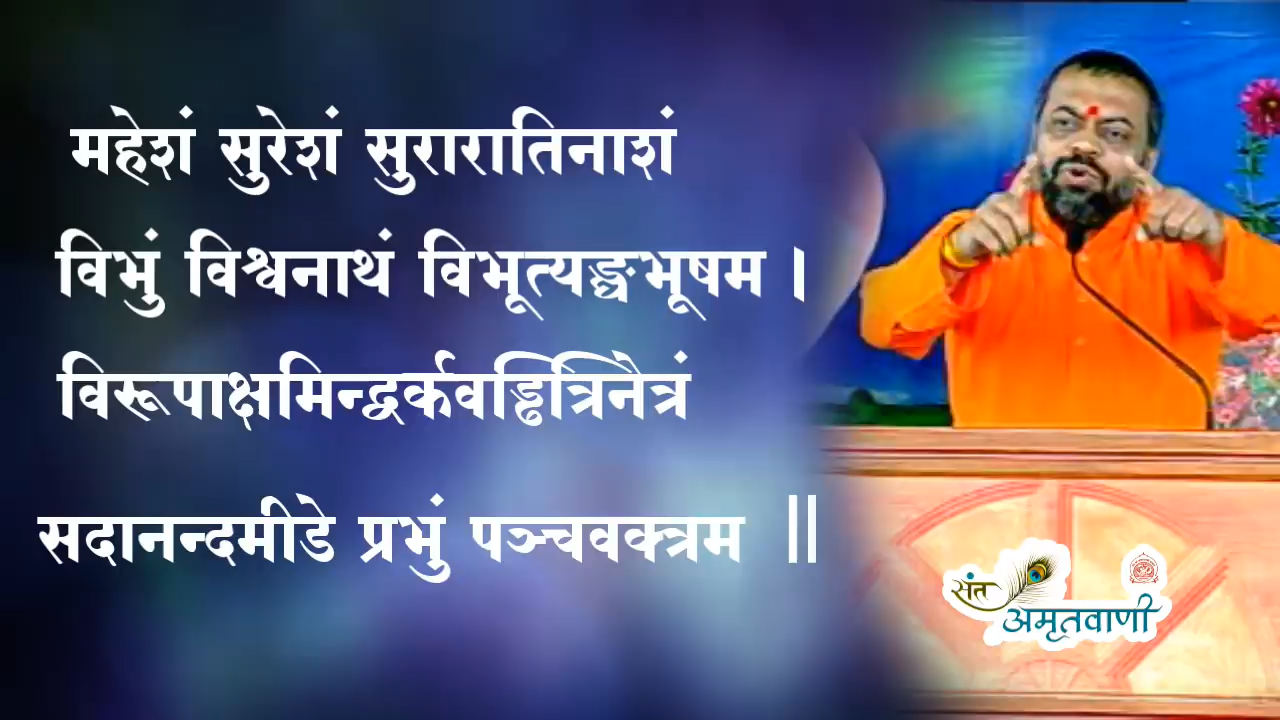 महेशं सुरेशं सुरारातिनाशं
विभुं विश्वनाथं विभूत्यङ्गभूषम ।
विरूपाक्षमिन्द्वर्कवह्नित्रिनेत्रं
सदानन्दमीडे प्रभुं पञ्चवक्त्रम ॥
संत
अमृतवाणी